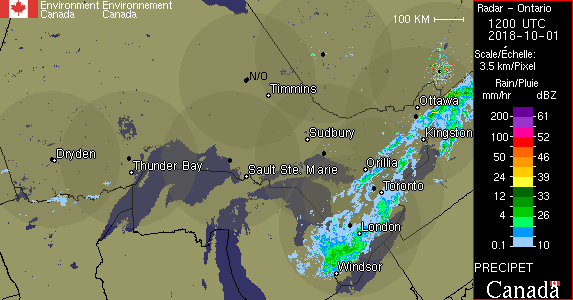 Environment Environnement
Canada Canada
100 KM
N/O
Timmins
Ottawa
Sudbury
Kingston
Dryden
Thunder Bay
Sault Ste. Marie
Orillia
Toronto
London
Windsor
Radar - Ontario
1200 UTC
2018-10-01
Scale/Échelle:
3.5 km/Pixel
Rain/Pluie
mm/hr dBZ
200 61
100 52
50 46
24 39
12 33
4 26
0.1 10
PRECIPET
Canada